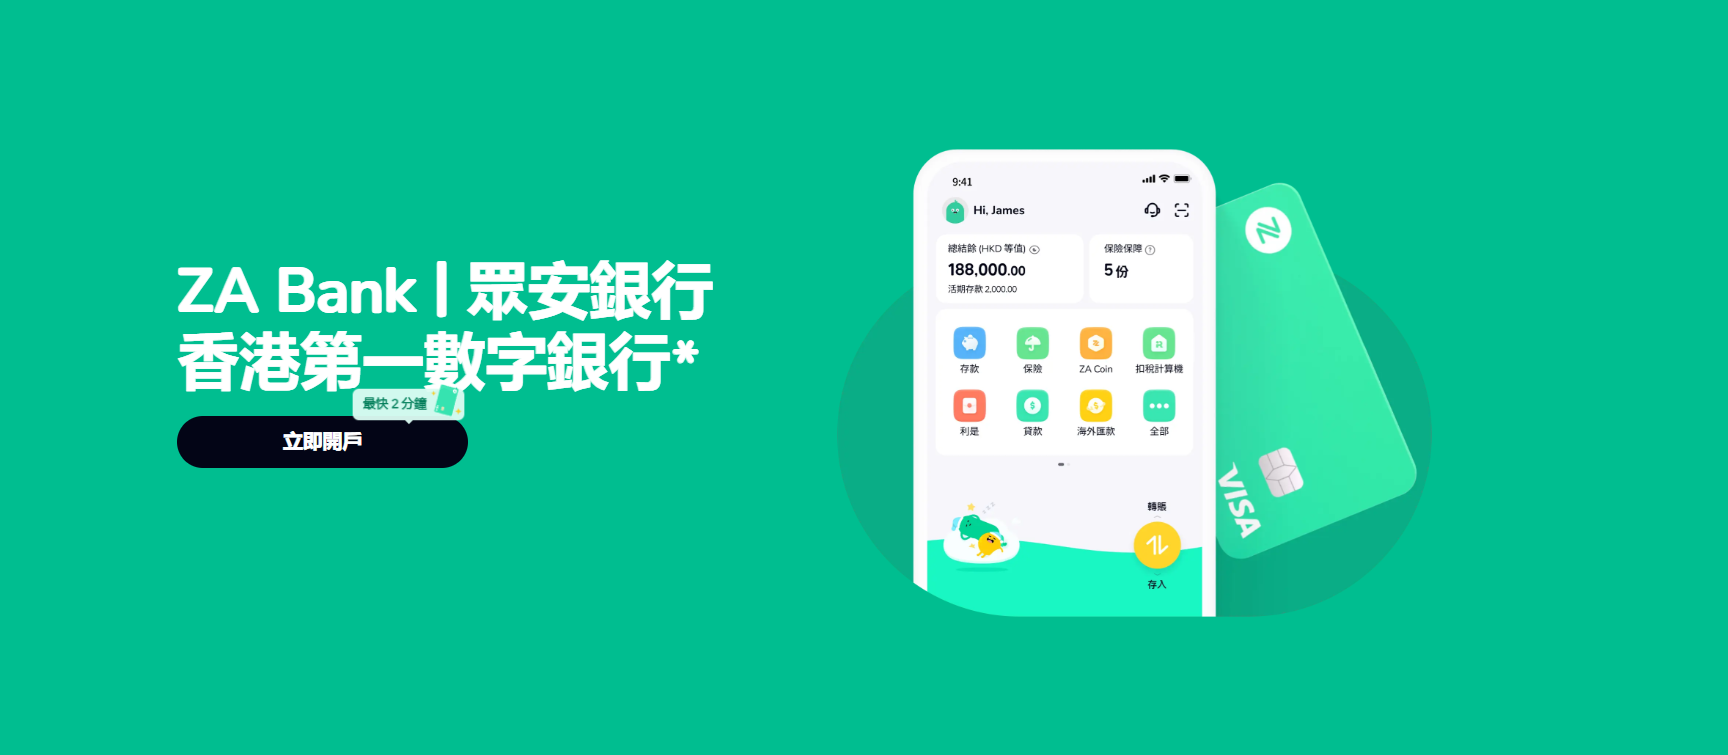 ZA Bank | 眾安銀行
香港第一數字銀行*
最快 2 分鐘
立即開戶
9:41
Hi, James
總結餘 (HKD 等值)
188,000.00
活期存款 2,000.00
保險保障
5 份
存款
保險
ZA Coin
扣稅計算機
利是
貸款
海外匯款
全部
轉賬
存入
VISA